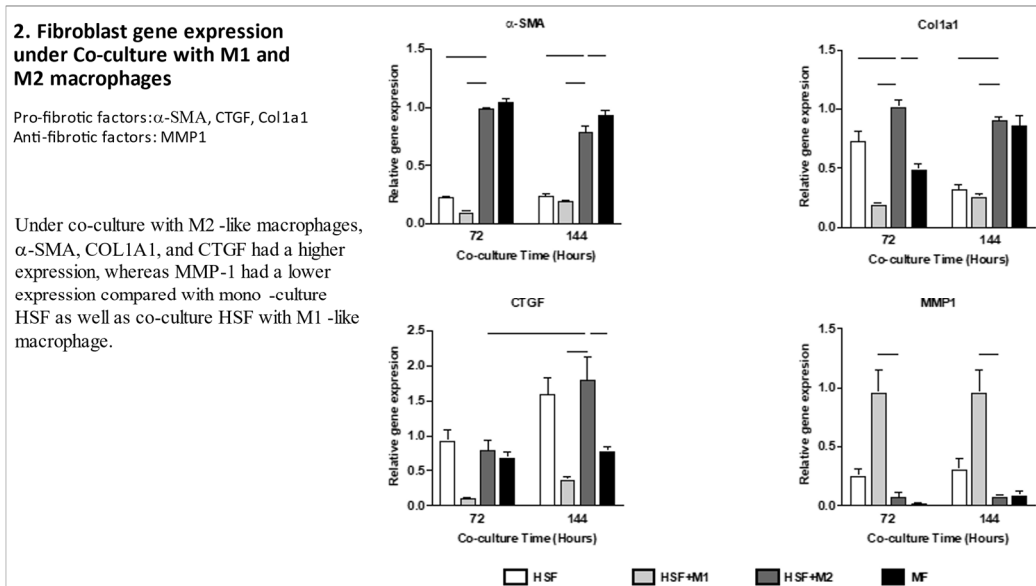 2. Fibroblast gene expression
under Co-culture with M1 and
M2 macrophages
Pro-fibrotic factors:α-SMA, CTGF, Col1a1
Anti-fibrotic factors: MMP1
Under co-culture with M2 -like macrophages,
α-SMA, COL1A1, and CTGF had a higher
expression, whereas MMP-1 had a lower
expression compared with mono -culture
HSF as well as co-culture HSF with M1 -like
macrophage.
α-SMA
Relative gene expresion
1.5
1.0
0.5
0.0
72 144
Co-culture Time (Hours)
Col1a1
Relative gene expresion
1.5
1.0
0.5
0.0
72 144
Co-culture Time (Hours)
CTGF
Relative gene expresion
2.5
2.0
1.5
1.0
0.5
0.0
72 144
Co-culture Time (Hours)
MMP1
Relative gene expresion
1.5
1.0
0.5
0.0
72 144
Co-culture Time (Hours)
HSF HSF+M1 HSF+M2 MF